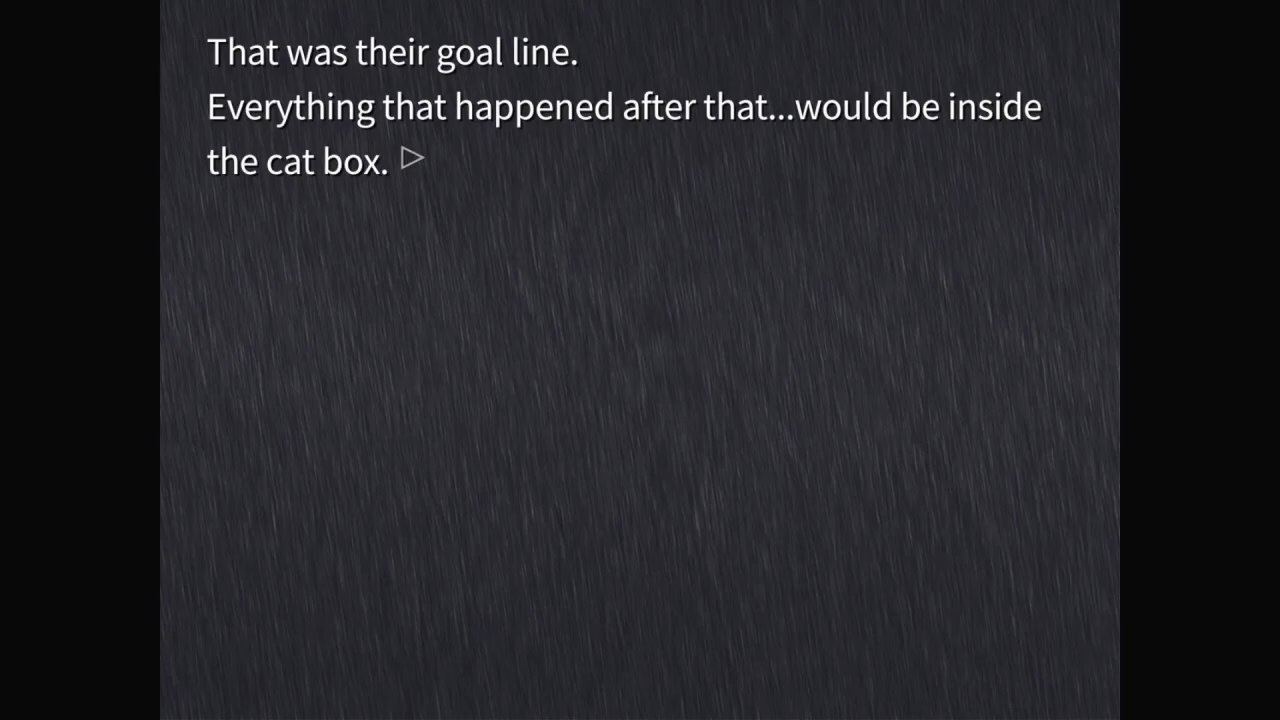 That was their goal line.
Everything that happened after that...would be inside
the cat box.